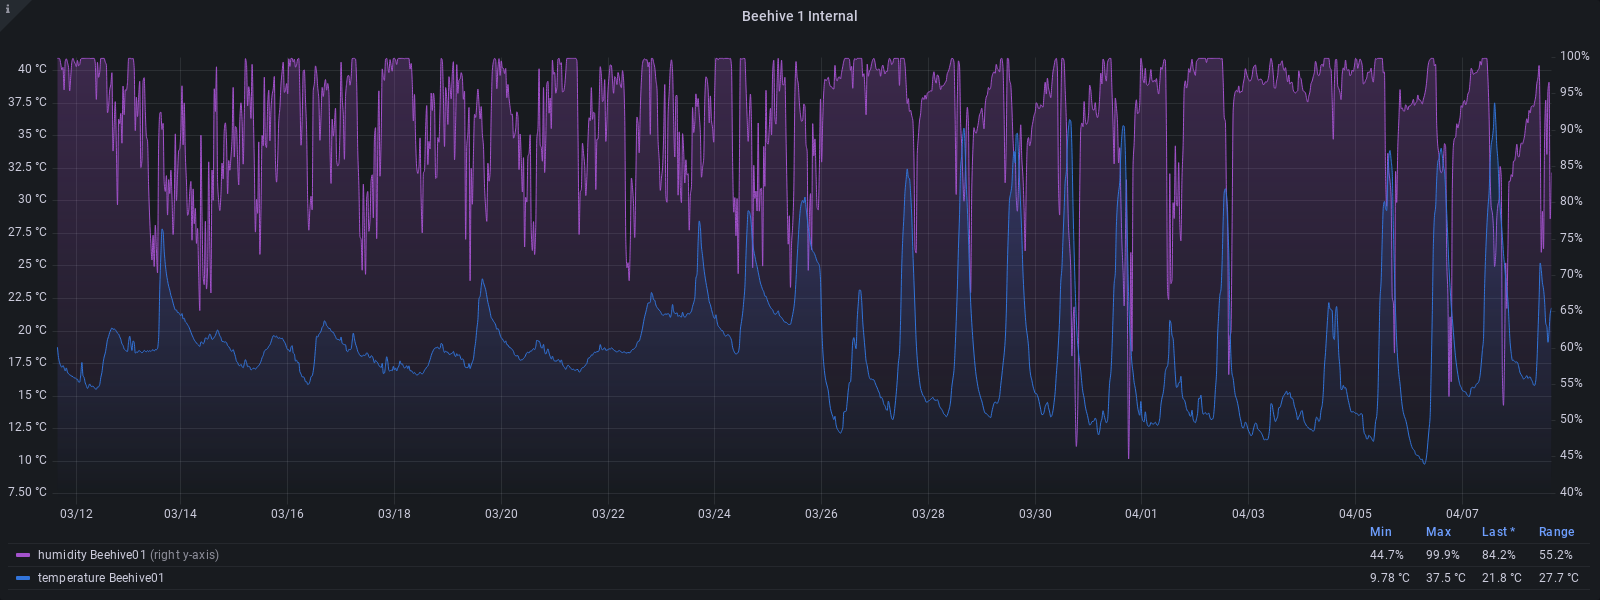 i
Beehive 1 Internal
40 °C
37.5 °C
35 °C
32.5 °C
30 °C
27.5 °C
25 °C
22.5 °C
20 °C
17.5 °C
15 °C
12.5 °C
10 °C
7.50 °C
100%
95%
90%
85%
80%
75%
70%
65%
60%
55%
50%
45%
40%
03/12 03/14 03/16 03/18 03/20 03/22 03/24 03/26 03/28 03/30 04/01 04/03 04/05 04/07
Min Max Last * Range
humidity Beehive01 (right y-axis) 44.7% 99.9% 84.2% 55.2%
temperature Beehive01 9.78 °C 37.5 °C 21.8 °C 27.7 °C